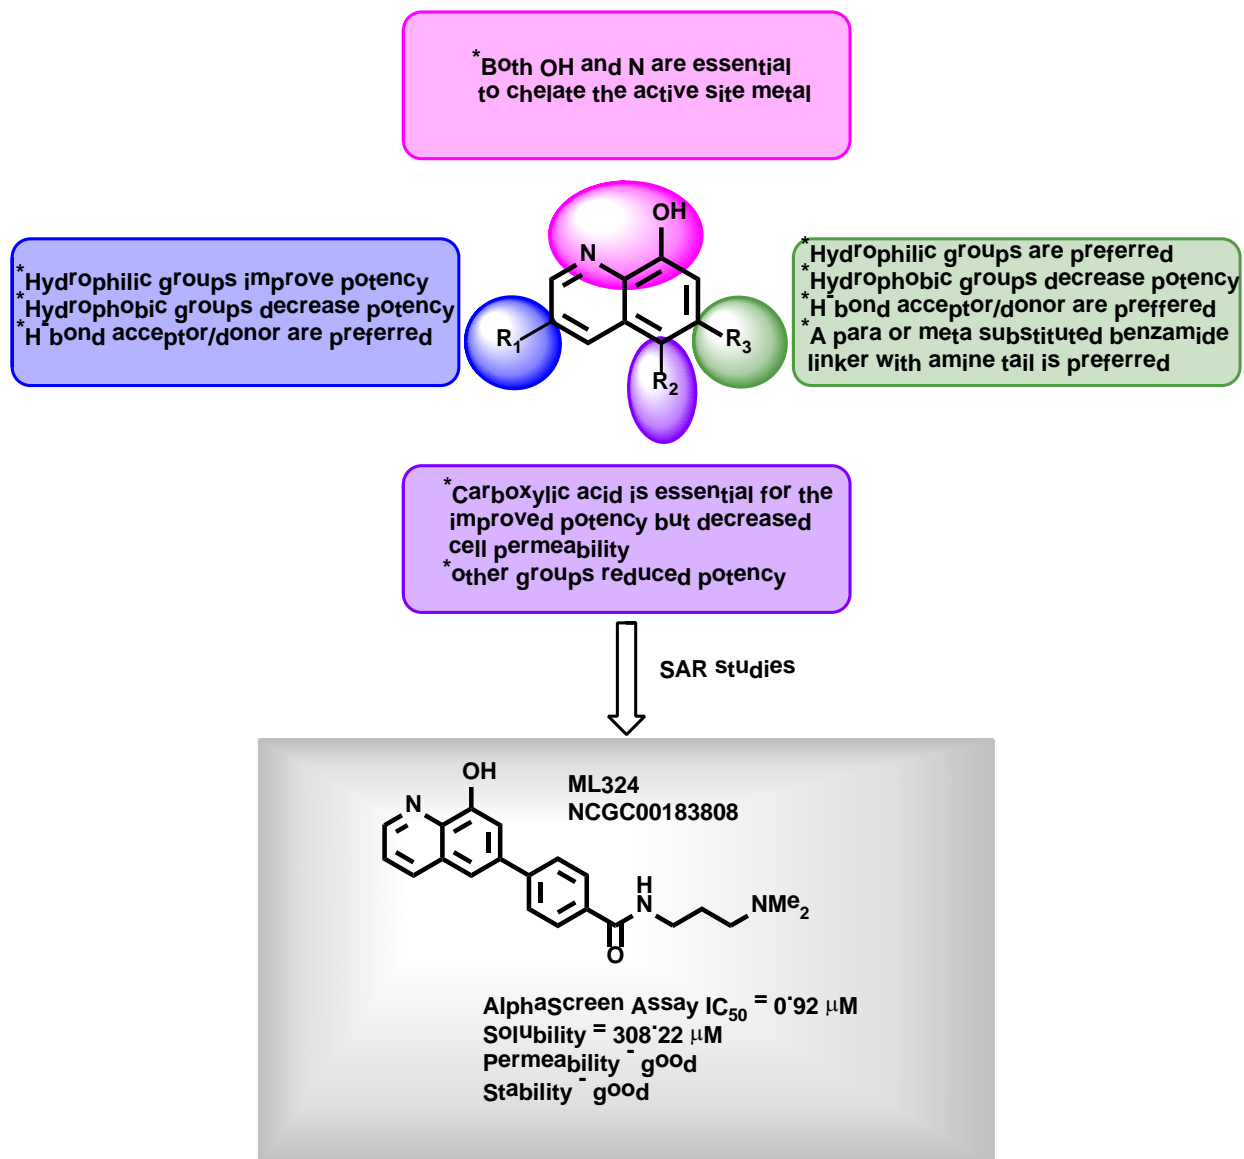 *Both OH and N are essential
to chelate the active site metal
OH
N
R1
R2
R3
*Hydrophilic groups improve potency
*Hydrophobic groups decrease potency
*H-bond acceptor/donor are preferred
*Hydrophilic groups are preferred
*Hydrophobic groups decrease potency
*H-bond acceptor/donor are preffered
*A para or meta substituted benzamide
linker with amine tail is preferred
*Carboxylic acid is essential for the
improved potency but decreased
cell permeability
*other groups reduced potency
SAR studies
OH
N
ML324
NCGC00183808
H
N
NMe2
O
AlphaScreen Assay IC50 = 0.92 μM
Solubility = 308.22 μM
Permeability - good
Stability - good